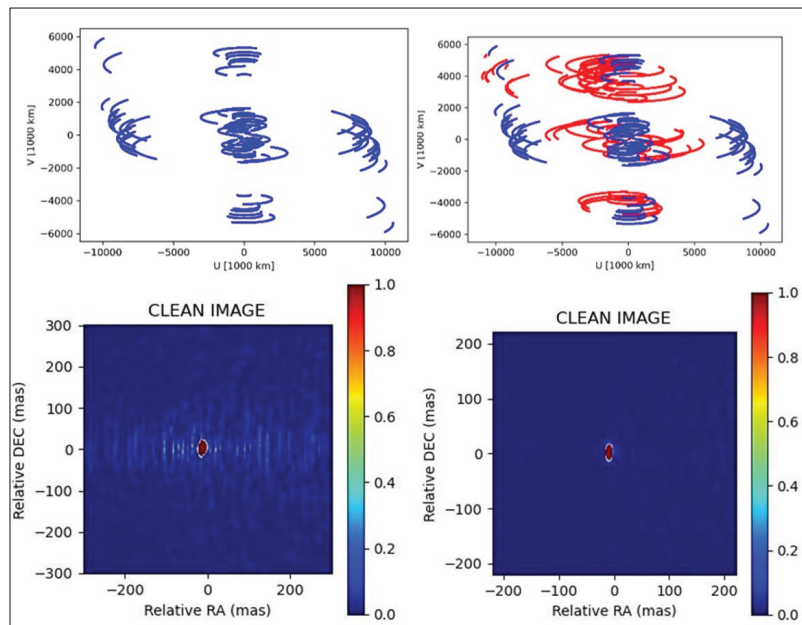 6000
4000
2000
0
−2000
−4000
−6000
V [1000 km]
−10000 −5000 0 5000 10000
U [1000 km]
6000
4000
2000
0
−2000
−4000
−6000
V [1000 km]
−10000 −5000 0 5000 10000
U [1000 km]
CLEAN IMAGE
300
200
100
0
−100
−200
−300
Relative DEC (mas)
−200 0 200
Relative RA (mas)
1.0
0.8
0.6
0.4
0.2
0.0
CLEAN IMAGE
200
100
0
−100
−200
Relative DEC (mas)
−200 −100 0 100 200
Relative RA (mas)
1.0
0.8
0.6
0.4
0.2
0.0